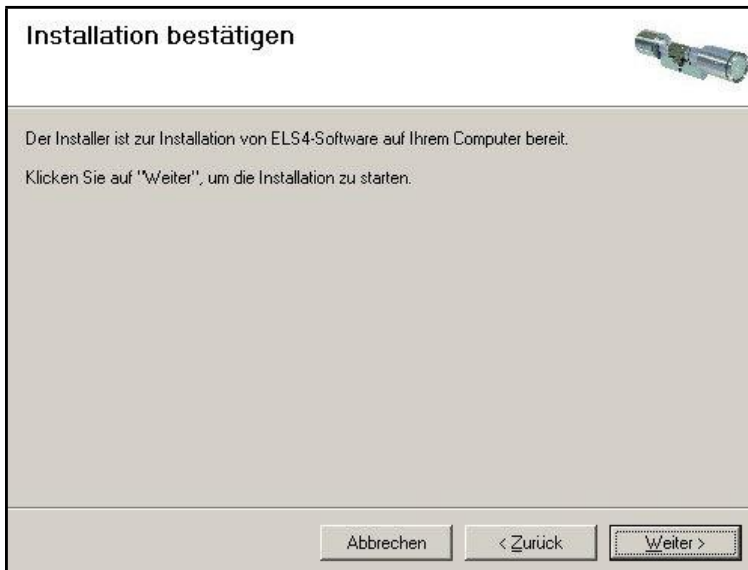 Installation bestätigen
Der Installer ist zur Installation von ELS4-Software auf Ihrem Computer bereit.
Klicken Sie auf "Weiter", um die Installation zu starten.
Abbrechen
< Zurück
Weiter >